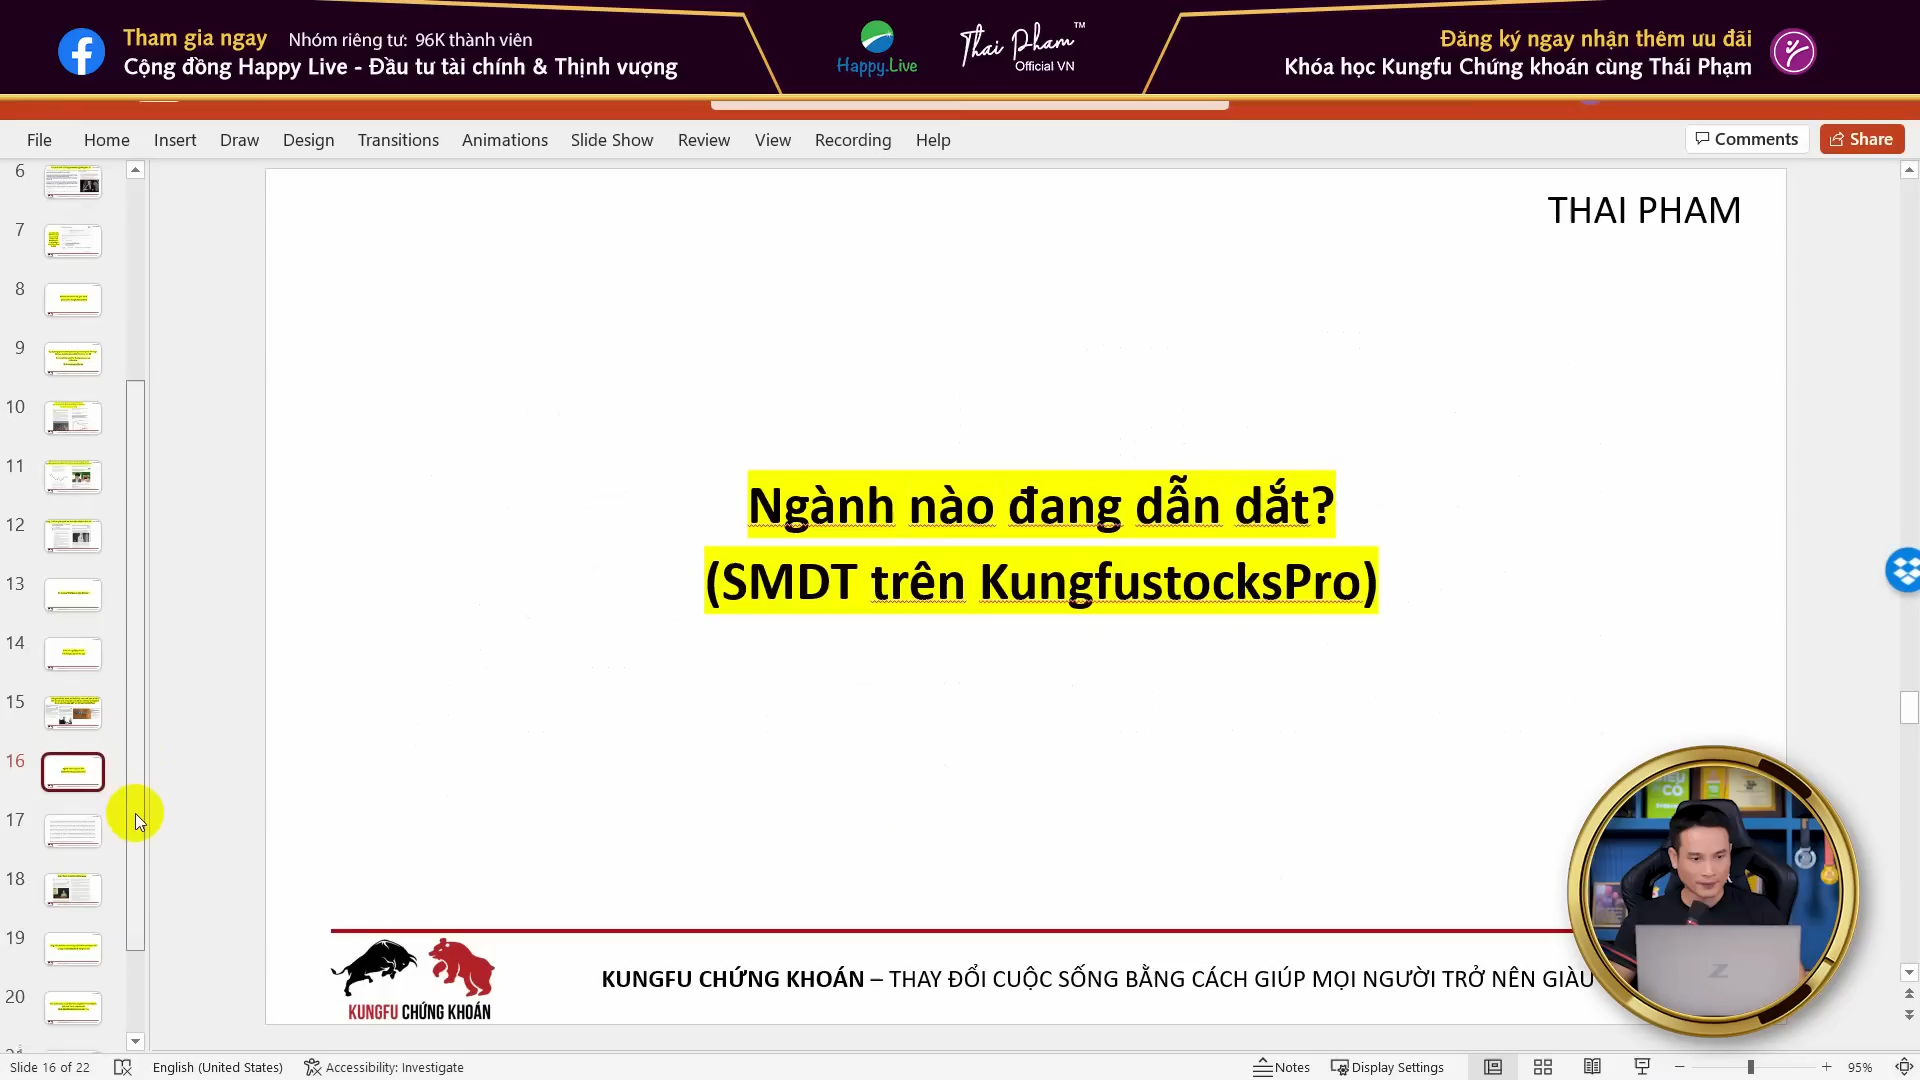 Tham gia ngay Nhóm riêng tư: 96K thành viên
Cộng đồng Happy Live - Đầu tư tài chính & Thịnh vượng
Happy.Live
Thai Pham™
Official VN
Đăng ký ngay nhận thêm ưu đãi
Khóa học Kungfu Chứng khoán cùng Thái Phạm
File Home Insert Draw Design Transitions Animations Slide Show Review View Recording Help Comments Share
6
7
8
9
10
11
12
13
14
15
16
17
18
19
20
THAI PHAM
Ngành nào đang dẫn dắt?
(SMDT trên KungfustocksPro)
KUNGFU CHỨNG KHOÁN
KUNGFU CHỨNG KHOÁN – THAY ĐỔI CUỘC SỐNG BẰNG CÁCH GIÚP MỌI NGƯỜI TRỞ NÊN GIÀU
Slide 16 of 22 English (United States) Accessibility: Investigate Notes Display Settings 95%